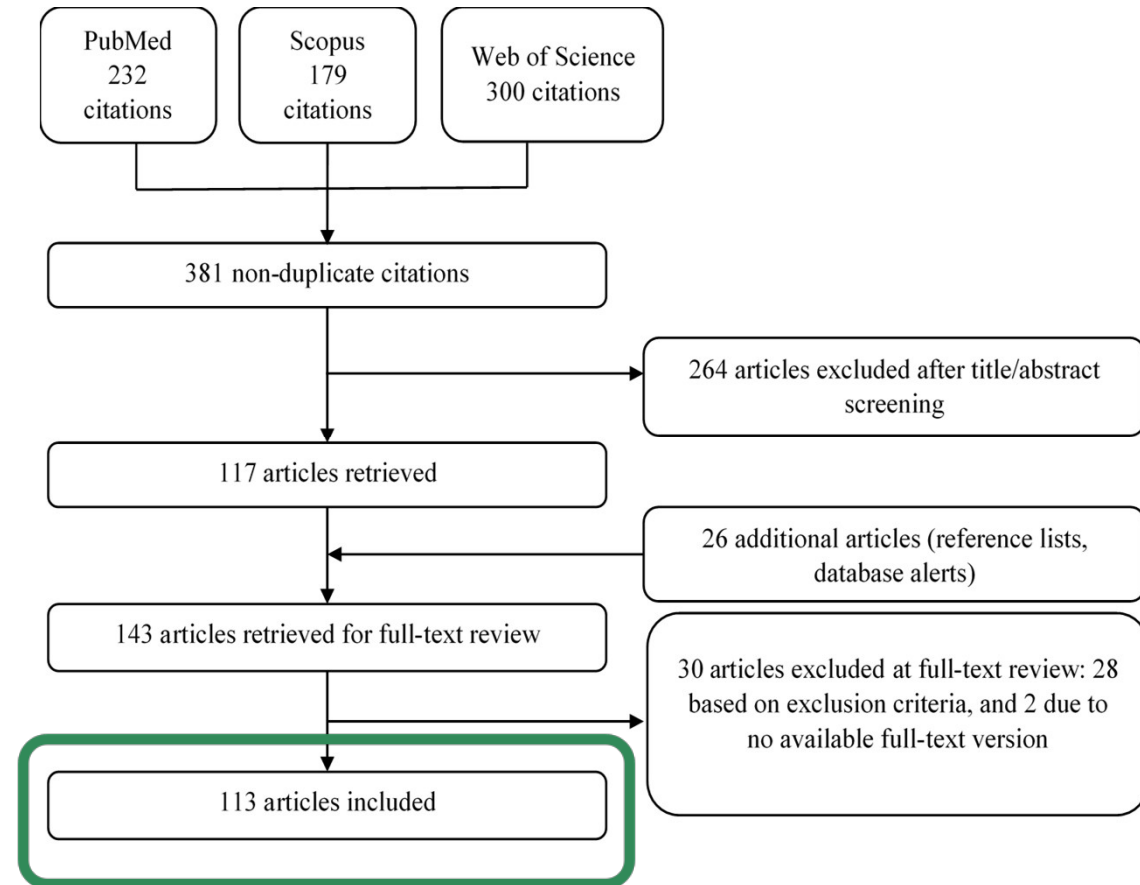 PubMed
232
citations
Scopus
179
citations
Web of Science
300 citations
381 non-duplicate citations
264 articles excluded after title/abstract
screening
117 articles retrieved
26 additional articles (reference lists,
database alerts)
143 articles retrieved for full-text review
30 articles excluded at full-text review: 28
based on exclusion criteria, and 2 due to
no available full-text version
113 articles included